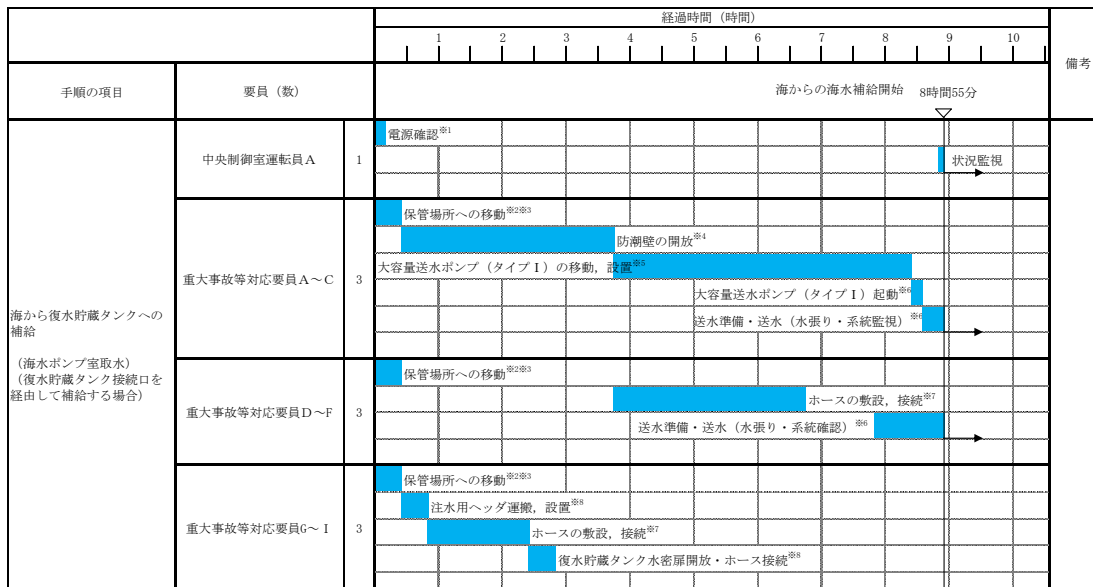 経過時間（時間）
1 2 3 4 5 6 7 8 9 10
備考
手順の項目 要員（数） 海からの海水補給開始 8時間55分
海から復水貯蔵タンクへの
補給
（海水ポンプ室取水）
（復水貯蔵タンク接続口を
経由して補給する場合）
中央制御室運転員Ａ 1
電源確認※1
状況監視
重大事故等対応要員Ａ～Ｃ 3
保管場所への移動※2※3
防潮壁の開放※4
大容量送水ポンプ（タイプⅠ）の移動，設置※5
大容量送水ポンプ（タイプⅠ）起動※6
送水準備・送水（水張り・系統監視）※6
重大事故等対応要員Ｄ～Ｆ 3
保管場所への移動※2※3
ホースの敷設，接続※7
送水準備・送水（水張り・系統確認）※6
重大事故等対応要員G～Ｉ 3
保管場所への移動※2※3
注水用ヘッダ運搬，設置※8
ホースの敷設，接続※7
復水貯蔵タンク水密扉開放・ホース接続※8